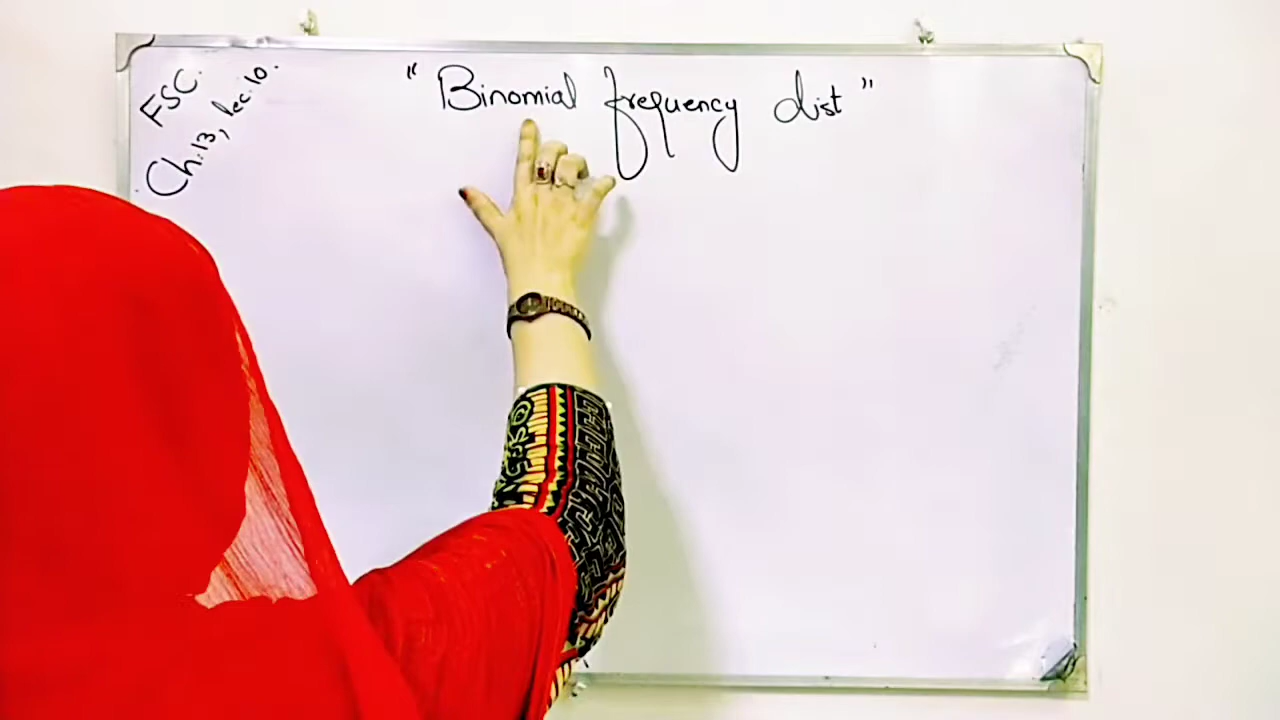 FSC.
Ch.13, lec.10.
"Binomial frequency dist"